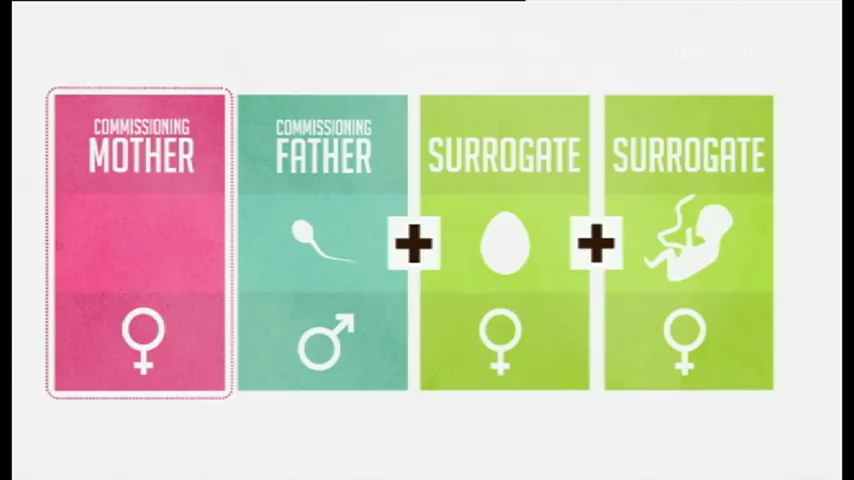 COMMISSIONING
MOTHER
COMMISSIONING
FATHER
SURROGATE
SURROGATE